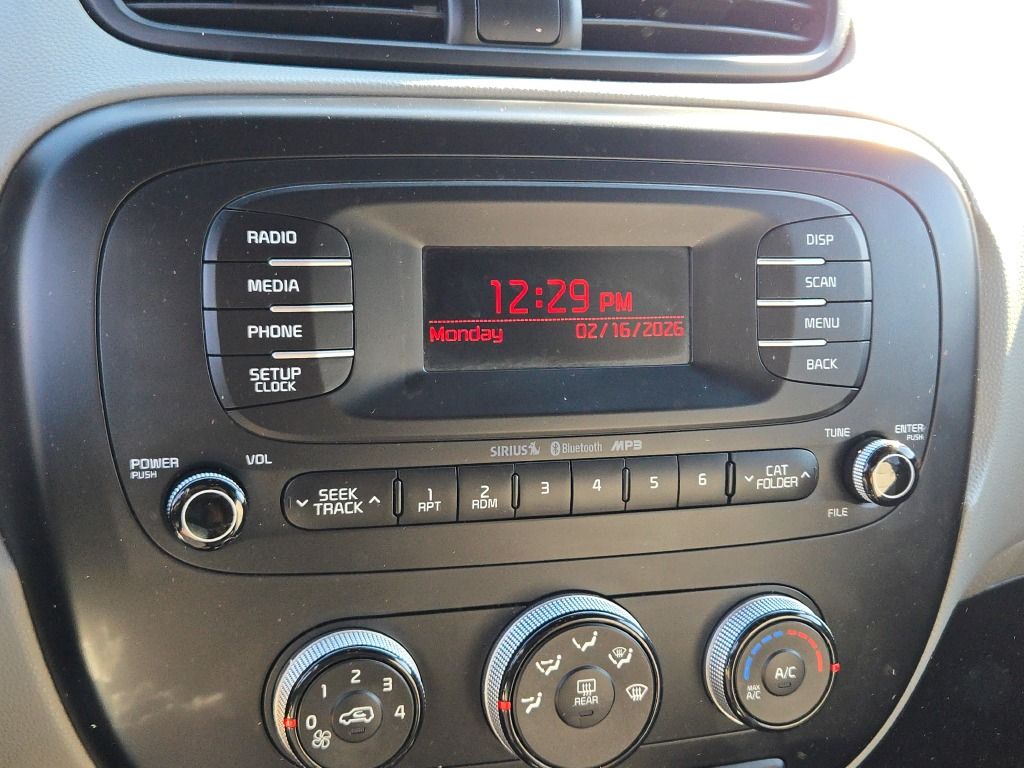 RADIO
MEDIA
PHONE
SETUP
CLOCK
12:29 PM
Monday 02/16/2026
DISP
SCAN
MENU
BACK
SIRIUS Bluetooth MP3
POWER
PUSH
VOL
SEEK
TRACK
1
RPT
2
RDM
3
4
5
6
CAT
FOLDER
TUNE
ENTER
PUSH
FILE
0
1
2
3
4
REAR
A/C
MAX
A/C